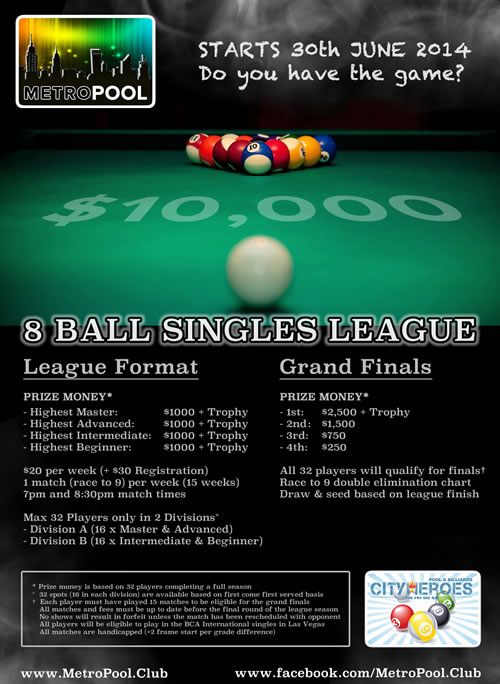 METROPOOL
STARTS 30th JUNE 2014
Do you have the game?
10
$10,000
8 BALL SINGLES LEAGUE
League Format
PRIZE MONEY*
- Highest Master: $1000 + Trophy
- Highest Advanced: $1000 + Trophy
- Highest Intermediate: $1000 + Trophy
- Highest Beginner: $1000 + Trophy
$20 per week (+ $30 Registration)
1 match (race to 9) per week (15 weeks)
7pm and 8:30pm match times
Max 32 Players only in 2 Divisions^
- Division A (16 x Master & Advanced)
- Division B (16 x Intermediate & Beginner)
Grand Finals
PRIZE MONEY*
- 1st: $2,500 + Trophy
- 2nd: $1,500
- 3rd: $750
- 4th: $250
All 32 players will qualify for finals†
Race to 9 double elimination chart
Draw & seed based on league finish
* Prize money is based on 32 players completing a full season
^ 32 spots (16 in each division) are available based on first come first served basis
† Each player must have played 15 matches to be eligible for the grand finals
All matches and fees must be up to date before the final round of the league season
No shows will result in forfeit unless the match has been rescheduled with opponent
All players will be eligible to play in the BCA International singles in Las Vegas
All matches are handicapped (+2 frame start per grade difference)
POOL & BILLIARDS
CITYHEROES
www.MetroPool.Club
www.facebook.com/MetroPool.Club